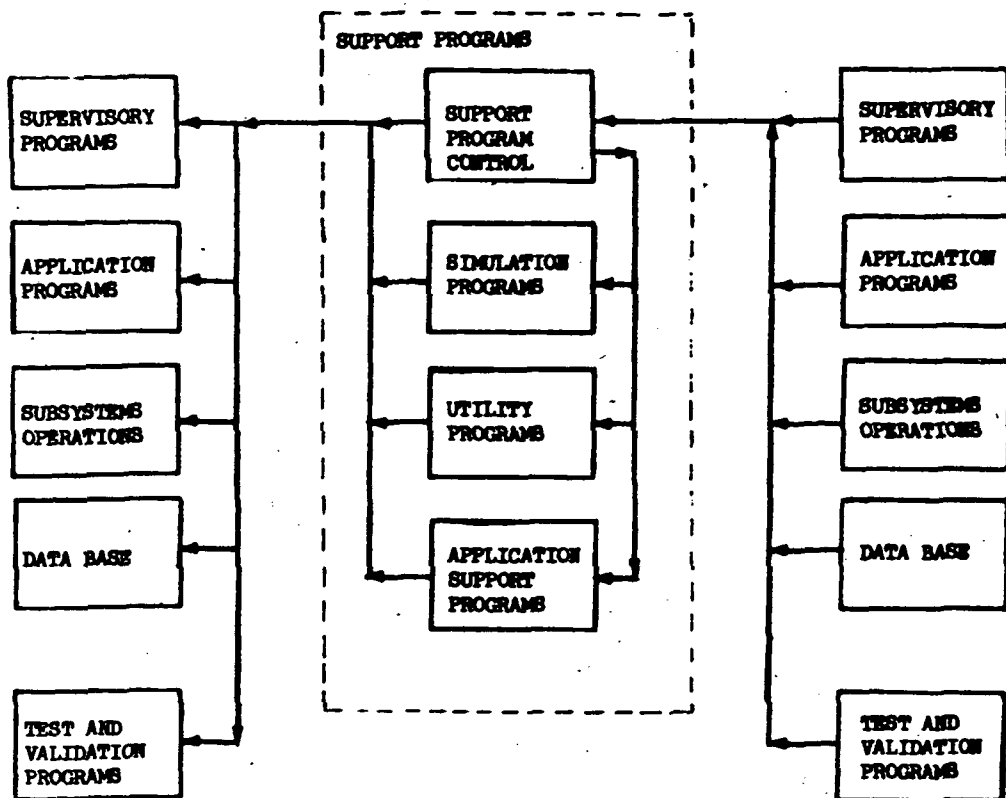 SUPPORT PROGRAMS
SUPERVISORY
PROGRAMS
APPLICATION
PROGRAMS
SUBSYSTEMS
OPERATIONS
DATA BASE
TEST AND
VALIDATION
PROGRAMS
SUPPORT
PROGRAM
CONTROL
SIMULATION
PROGRAMS
UTILITY
PROGRAMS
APPLICATION
SUPPORT
PROGRAMS
SUPERVISORY
PROGRAMS
APPLICATION
PROGRAMS
SUBSYSTEMS
OPERATIONS
DATA BASE
TEST AND
VALIDATION
PROGRAMS